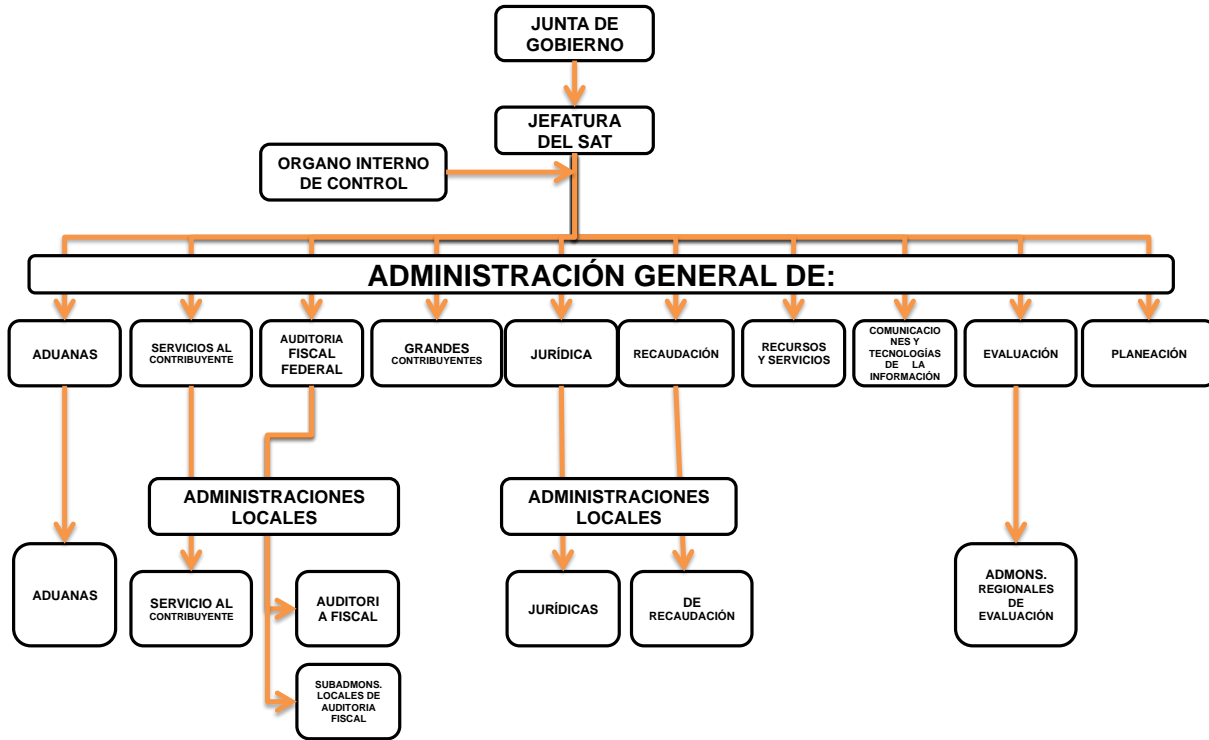 JUNTA DE
GOBIERNO
JEFATURA
DEL SAT
ORGANO INTERNO
DE CONTROL
ADMINISTRACIÓN GENERAL DE:
ADUANAS
SERVICIOS AL
CONTRIBUYENTE
AUDITORIA
FISCAL
FEDERAL
GRANDES
CONTRIBUYENTES
JURÍDICA
RECAUDACIÓN
RECURSOS
Y SERVICIOS
COMUNICACIO
NES Y
TECNOLOGÍAS
DE LA
INFORMACIÓN
EVALUACIÓN
PLANEACIÓN
ADMINISTRACIONES
LOCALES
ADMINISTRACIONES
LOCALES
ADUANAS
SERVICIO AL
CONTRIBUYENTE
AUDITORI
A FISCAL
JURÍDICAS
DE
RECAUDACIÓN
ADMONS.
REGIONALES
DE
EVALUACIÓN
SUBADMONS.
LOCALES DE
AUDITORIA
FISCAL